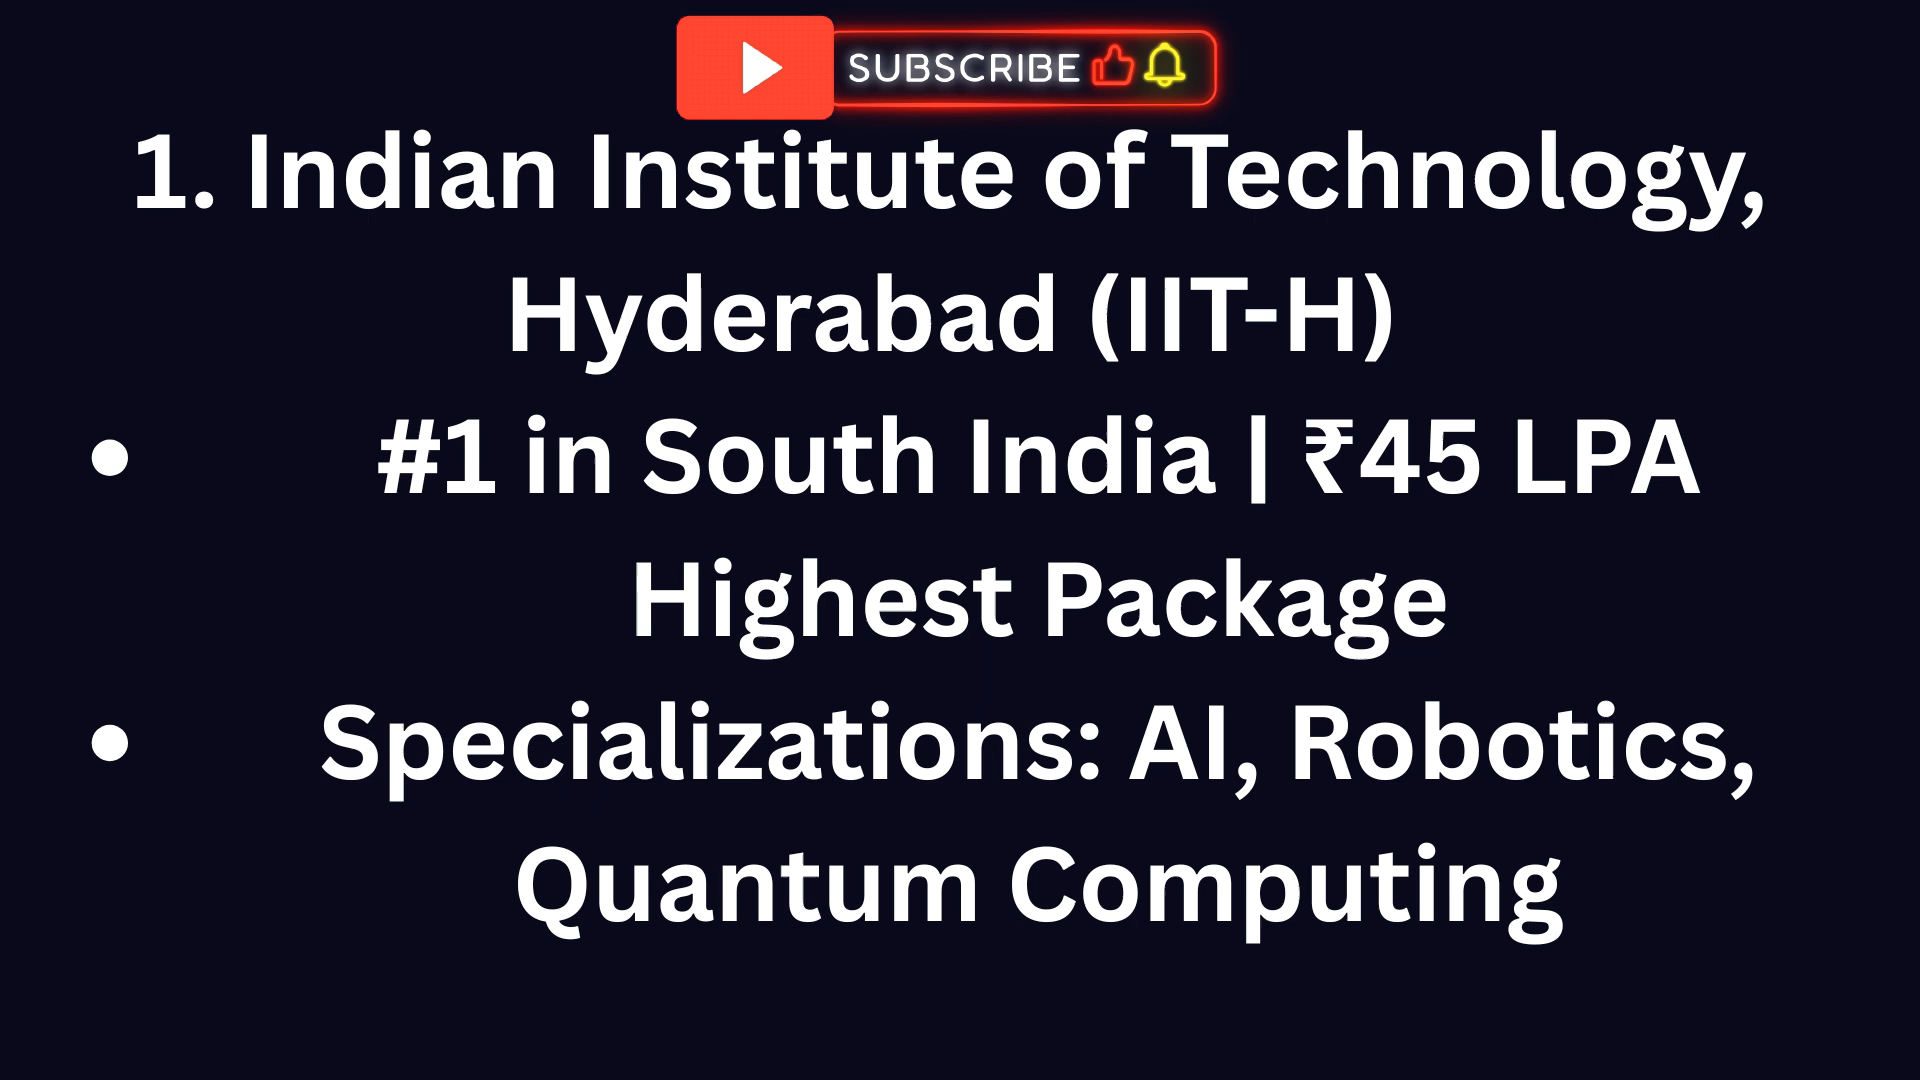 SUBSCRIBE
1. Indian Institute of Technology,
Hyderabad (IIT-H)
• #1 in South India | ₹45 LPA
Highest Package
• Specializations: AI, Robotics,
Quantum Computing